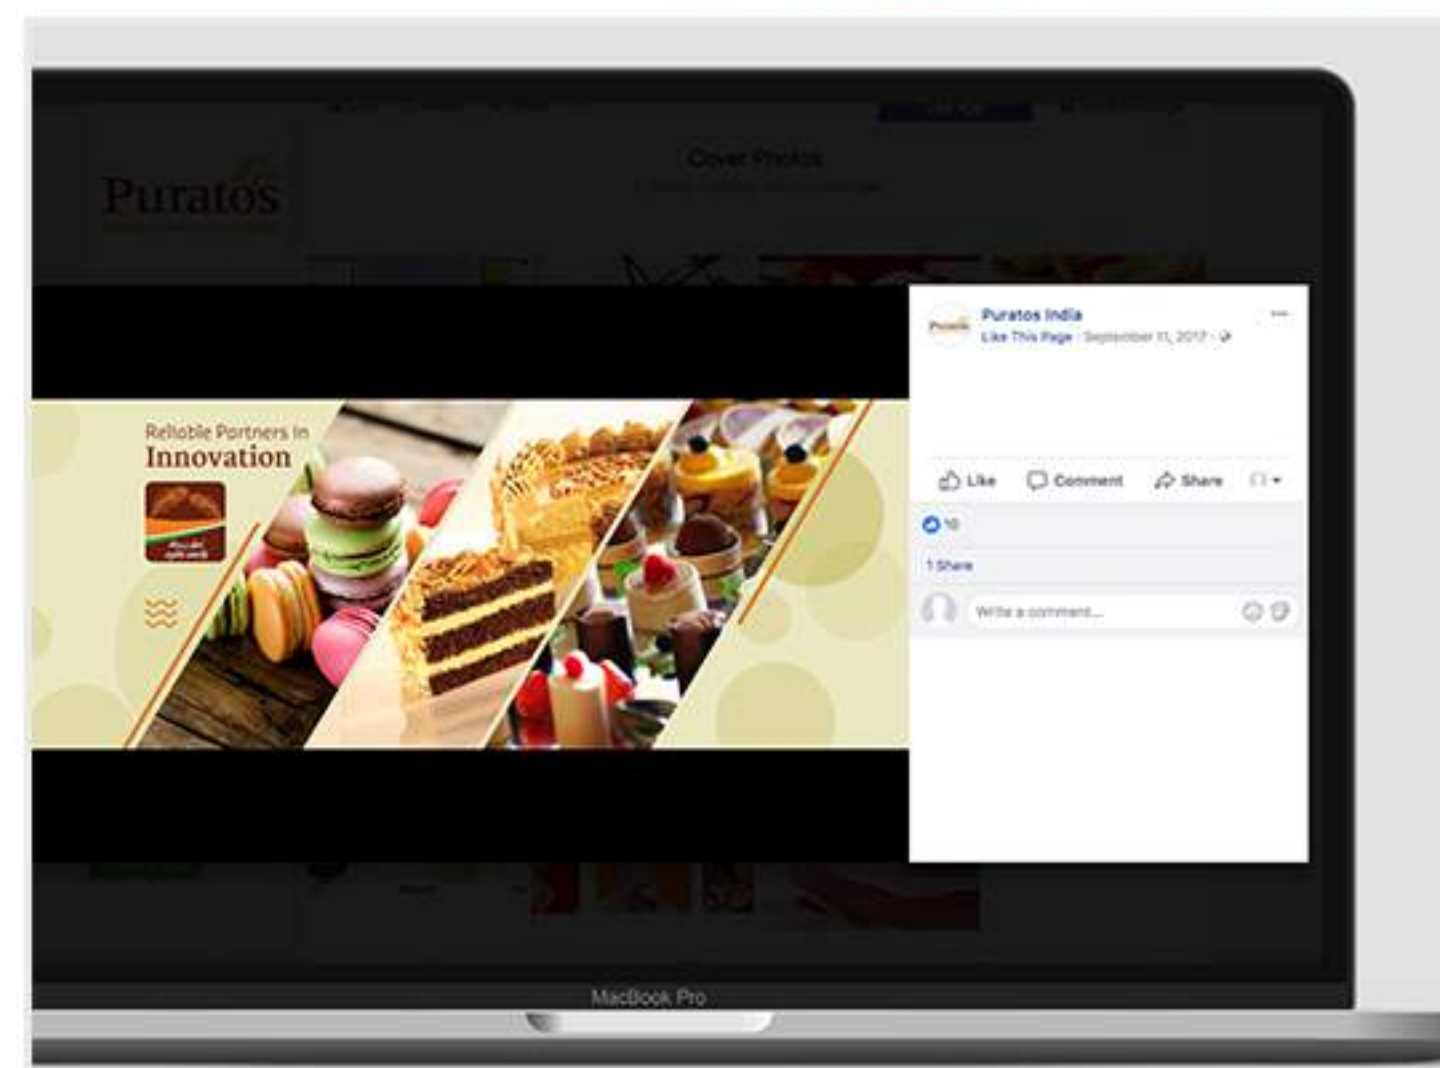 Cover Photos
Puratos
Puratos India
Like This Page · September 11, 2017 ·
Reliable Partners In
Innovation
Like Comment Share
10
1 Share
Write a comment...
MacBook Pro